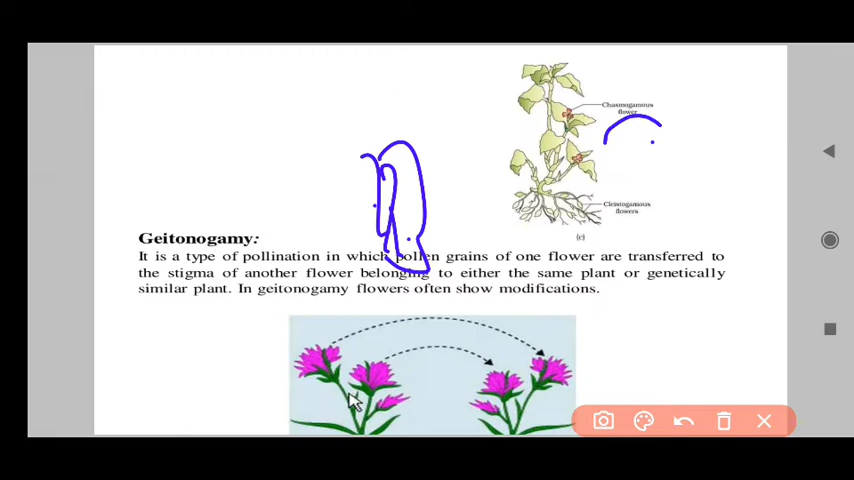 Chasmogamous
flower
Cleistogamous
flowers
(c)
Geitonogamy:
It is a type of pollination in which pollen grains of one flower are transferred to
the stigma of another flower belonging to either the same plant or genetically
similar plant. In geitonogamy flowers often show modifications.